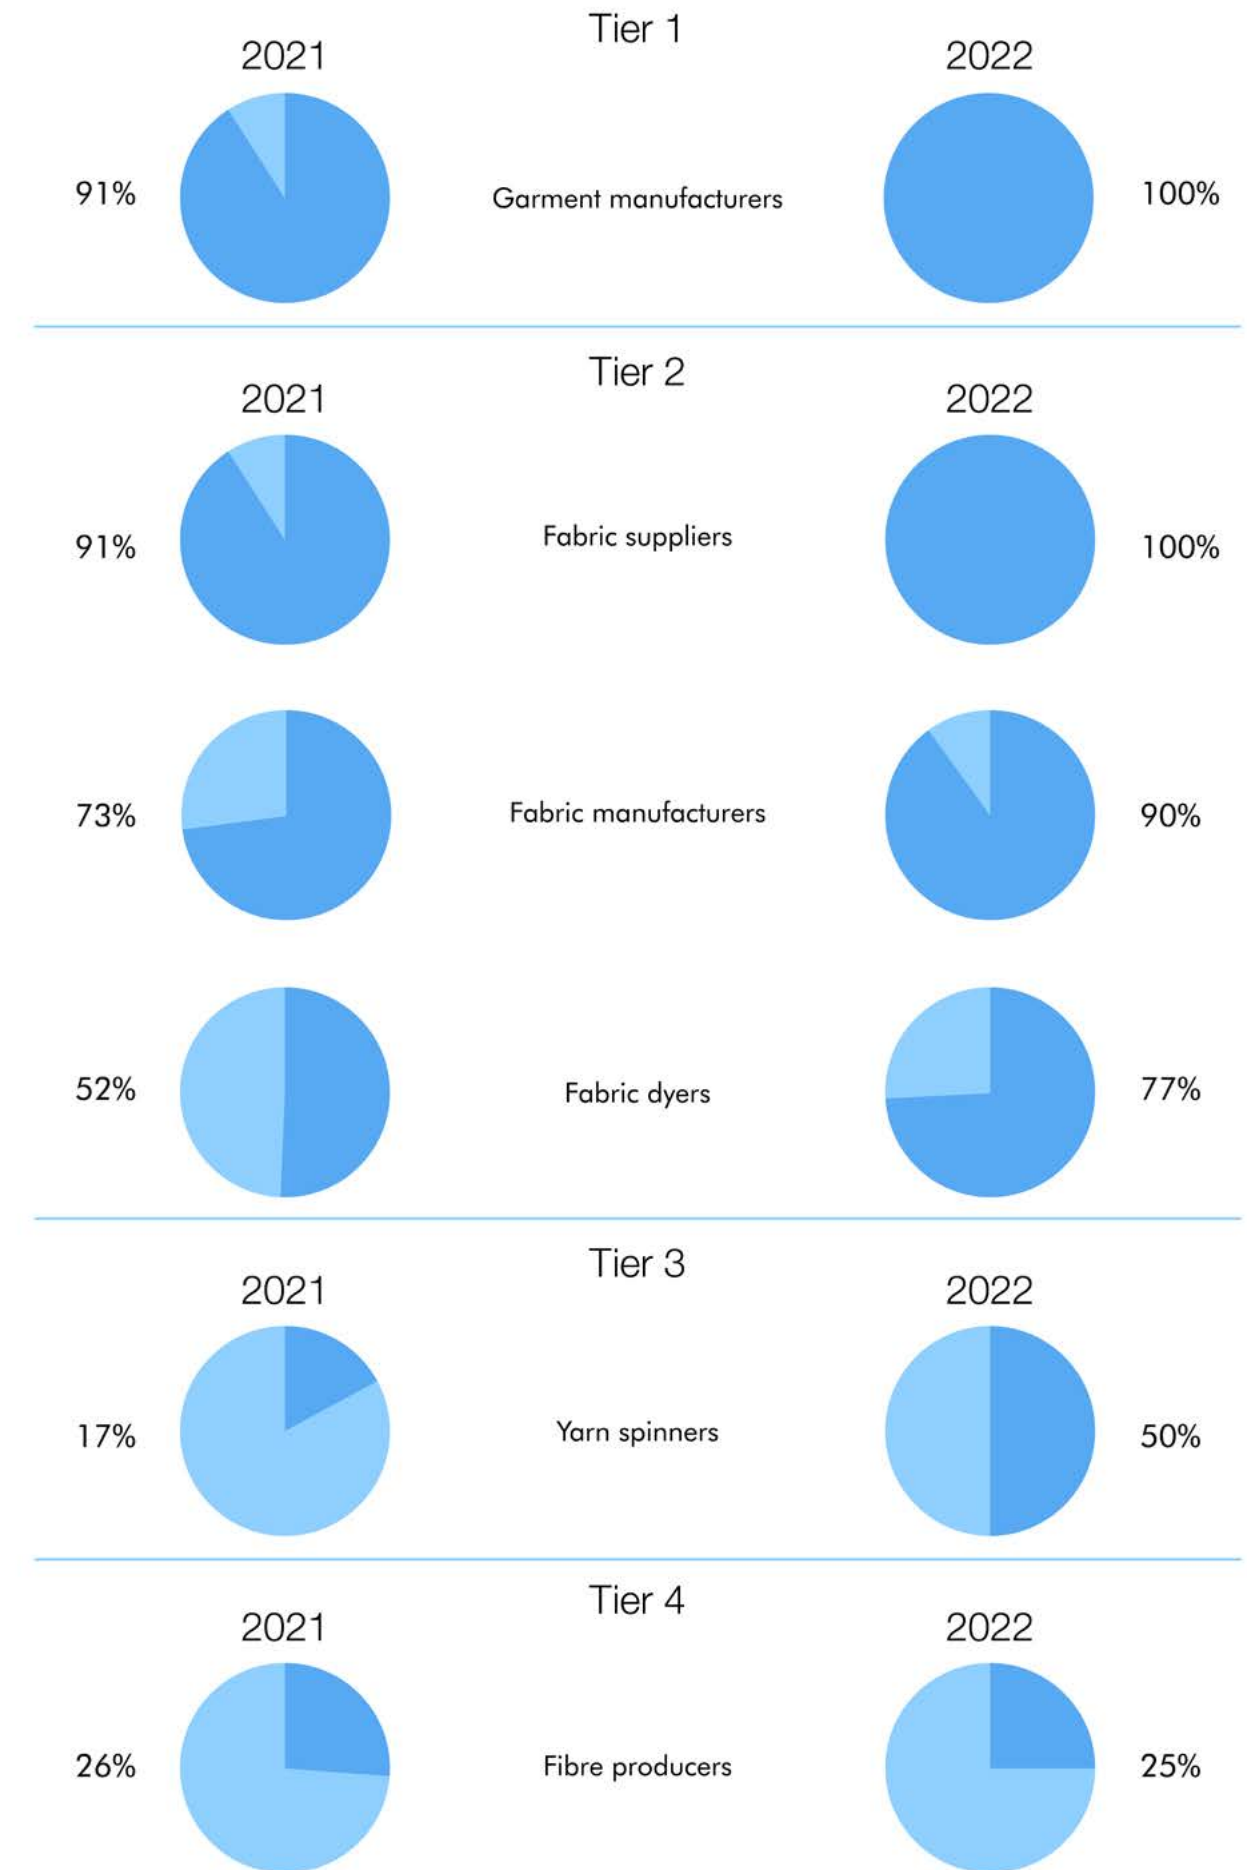 Tier 1
2021
2022
91%
Garment manufacturers
100%
Tier 2
2021
2022
91%
Fabric suppliers
100%
73%
Fabric manufacturers
90%
52%
Fabric dyers
77%
Tier 3
2021
2022
17%
Yarn spinners
50%
Tier 4
2021
2022
26%
Fibre producers
25%